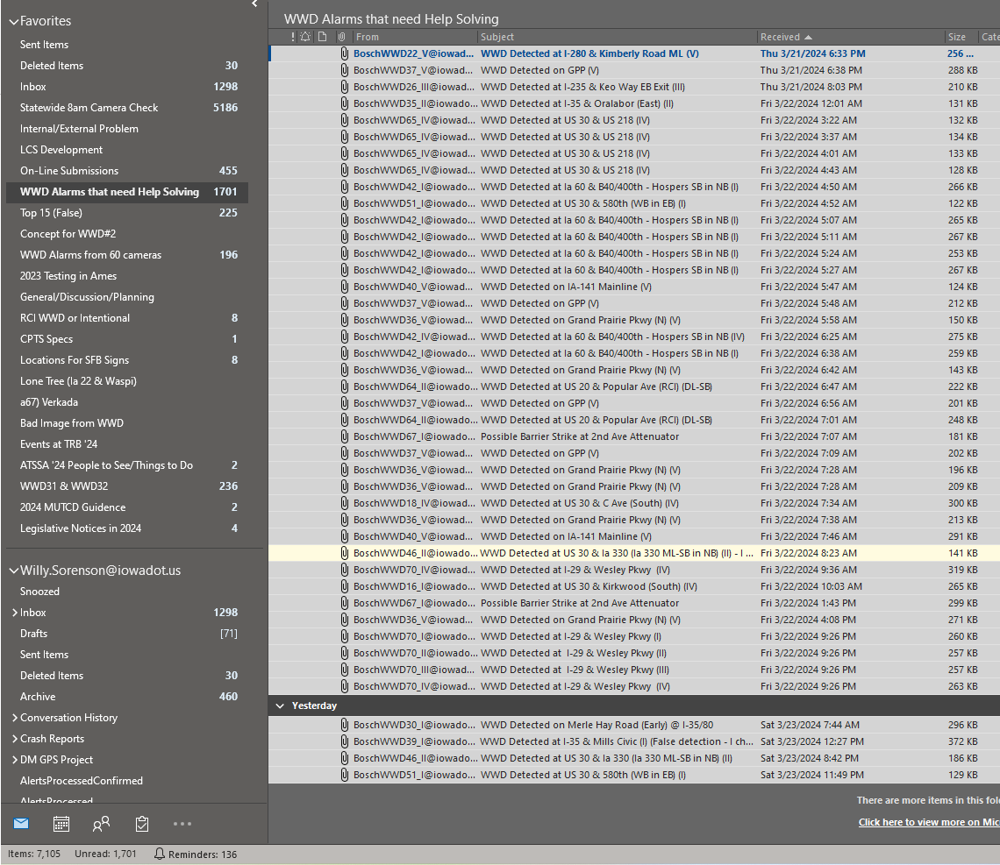 Favorites
Sent Items
Deleted Items 30
Inbox 1298
Statewide 8am Camera Check 5186
Internal/External Problem
LCS Development
On-Line Submissions 455
WWD Alarms that need Help Solving 1701
Top 15 (False) 225
Concept for WWD#2
WWD Alarms from 60 cameras 196
2023 Testing in Ames
General/Discussion/Planning
RCI WWD or Intentional 8
CPTS Specs 1
Locations For SFB Signs 8
Lone Tree (Ia 22 & Waspi)
a67) Verkada
Bad Image from WWD
Events at TRB '24
ATSSA '24 People to See/Things to Do 2
WWD31 & WWD32 236
2024 MUTCD Guidence 2
Legislative Notices in 2024 4
Willy.Sorenson@iowadot.us
Snoozed
Inbox 1298
Drafts [71]
Sent Items
Deleted Items 30
Archive 460
Conversation History
Crash Reports
DM GPS Project
AlertsProcessedConfirmed
AlertsProcessed
WWD Alarms that need Help Solving
! From Subject Received Size Cate
BoschWWD22_V@iowad... WWD Detected at I-280 & Kimberly Road ML (V) Thu 3/21/2024 6:33 PM 256 ...
BoschWWD37_V@iowad... WWD Detected on GPP (V) Thu 3/21/2024 6:38 PM 288 KB
BoschWWD26_III@iowad... WWD Detected at I-235 & Keo Way EB Exit (III) Thu 3/21/2024 8:03 PM 210 KB
BoschWWD35_II@iowado... WWD Detected at I-35 & Oralabor (East) (II) Fri 3/22/2024 12:01 AM 131 KB
BoschWWD65_IV@iowad... WWD Detected at US 30 & US 218 (IV) Fri 3/22/2024 3:22 AM 132 KB
BoschWWD65_IV@iowad... WWD Detected at US 30 & US 218 (IV) Fri 3/22/2024 3:37 AM 134 KB
BoschWWD65_IV@iowad... WWD Detected at US 30 & US 218 (IV) Fri 3/22/2024 4:01 AM 133 KB
BoschWWD65_IV@iowad... WWD Detected at US 30 & US 218 (IV) Fri 3/22/2024 4:43 AM 128 KB
BoschWWD42_I@iowado... WWD Detected at Ia 60 & B40/400th - Hospers SB in NB (I) Fri 3/22/2024 4:50 AM 266 KB
BoschWWD51_I@iowado... WWD Detected at US 30 & 580th (WB in EB) (I) Fri 3/22/2024 4:52 AM 122 KB
BoschWWD42_I@iowado... WWD Detected at Ia 60 & B40/400th - Hospers SB in NB (I) Fri 3/22/2024 5:07 AM 265 KB
BoschWWD42_I@iowado... WWD Detected at Ia 60 & B40/400th - Hospers SB in NB (I) Fri 3/22/2024 5:11 AM 267 KB
BoschWWD42_I@iowado... WWD Detected at Ia 60 & B40/400th - Hospers SB in NB (I) Fri 3/22/2024 5:24 AM 253 KB
BoschWWD42_I@iowado... WWD Detected at Ia 60 & B40/400th - Hospers SB in NB (I) Fri 3/22/2024 5:27 AM 267 KB
BoschWWD40_V@iowad... WWD Detected on IA-141 Mainline (V) Fri 3/22/2024 5:47 AM 124 KB
BoschWWD37_V@iowad... WWD Detected on GPP (V) Fri 3/22/2024 5:48 AM 212 KB
BoschWWD36_V@iowad... WWD Detected on Grand Prairie Pkwy (N) (V) Fri 3/22/2024 5:58 AM 150 KB
BoschWWD42_IV@iowad... WWD Detected at Ia 60 & B40/400th - Hospers SB in NB (IV) Fri 3/22/2024 6:25 AM 275 KB
BoschWWD42_I@iowado... WWD Detected at Ia 60 & B40/400th - Hospers SB in NB (I) Fri 3/22/2024 6:38 AM 259 KB
BoschWWD36_V@iowad... WWD Detected on Grand Prairie Pkwy (N) (V) Fri 3/22/2024 6:42 AM 143 KB
BoschWWD64_II@iowado... WWD Detected at US 20 & Popular Ave (RCI) (DL-SB) Fri 3/22/2024 6:47 AM 222 KB
BoschWWD37_V@iowad... WWD Detected on GPP (V) Fri 3/22/2024 6:56 AM 201 KB
BoschWWD64_II@iowado... WWD Detected at US 20 & Popular Ave (RCI) (DL-SB) Fri 3/22/2024 7:01 AM 248 KB
BoschWWD67_I@iowado... Possible Barrier Strike at 2nd Ave Attenuator Fri 3/22/2024 7:07 AM 181 KB
BoschWWD37_V@iowad... WWD Detected on GPP (V) Fri 3/22/2024 7:09 AM 202 KB
BoschWWD36_V@iowad... WWD Detected on Grand Prairie Pkwy (N) (V) Fri 3/22/2024 7:28 AM 196 KB
BoschWWD36_V@iowad... WWD Detected on Grand Prairie Pkwy (N) (V) Fri 3/22/2024 7:28 AM 209 KB
BoschWWD18_IV@iowad... WWD Detected at US 30 & C Ave (South) (IV) Fri 3/22/2024 7:34 AM 300 KB
BoschWWD36_V@iowad... WWD Detected on Grand Prairie Pkwy (N) (V) Fri 3/22/2024 7:38 AM 213 KB
BoschWWD40_V@iowad... WWD Detected on IA-141 Mainline (V) Fri 3/22/2024 7:46 AM 291 KB
BoschWWD46_II@iowado... WWD Detected at US 30 & Ia 330 (Ia 330 ML-SB in NB) (II) - I ... Fri 3/22/2024 8:23 AM 141 KB
BoschWWD70_IV@iowad... WWD Detected at I-29 & Wesley Pkwy (IV) Fri 3/22/2024 9:36 AM 319 KB
BoschWWD16_I@iowado... WWD Detected at US 30 & Kirkwood (South) (IV) Fri 3/22/2024 10:03 AM 265 KB
BoschWWD67_I@iowado... Possible Barrier Strike at 2nd Ave Attenuator Fri 3/22/2024 1:43 PM 299 KB
BoschWWD36_V@iowad... WWD Detected on Grand Prairie Pkwy (N) (V) Fri 3/22/2024 4:08 PM 271 KB
BoschWWD70_I@iowado... WWD Detected at I-29 & Wesley Pkwy (I) Fri 3/22/2024 9:26 PM 260 KB
BoschWWD70_II@iowado... WWD Detected at I-29 & Wesley Pkwy (II) Fri 3/22/2024 9:26 PM 257 KB
BoschWWD70_III@iowad... WWD Detected at I-29 & Wesley Pkwy (III) Fri 3/22/2024 9:26 PM 257 KB
BoschWWD70_IV@iowad... WWD Detected at I-29 & Wesley Pkwy (IV) Fri 3/22/2024 9:26 PM 263 KB
Yesterday
BoschWWD30_I@iowado... WWD Detected on Merle Hay Road (Early) @ I-35/80 Sat 3/23/2024 7:44 AM 296 KB
BoschWWD39_I@iowado... WWD Detected at I-35 & Mills Civic (I) (False detection - I ch... Sat 3/23/2024 12:27 PM 372 KB
BoschWWD46_II@iowado... WWD Detected at US 30 & Ia 330 (Ia 330 ML-SB in NB) (II) Sat 3/23/2024 8:42 PM 186 KB
BoschWWD51_I@iowado... WWD Detected at US 30 & 580th (WB in EB) (I) Sat 3/23/2024 11:49 PM 129 KB
There are more items in this fol
Click here to view more on Mic
Items: 7,105 Unread: 1,701 Reminders: 136